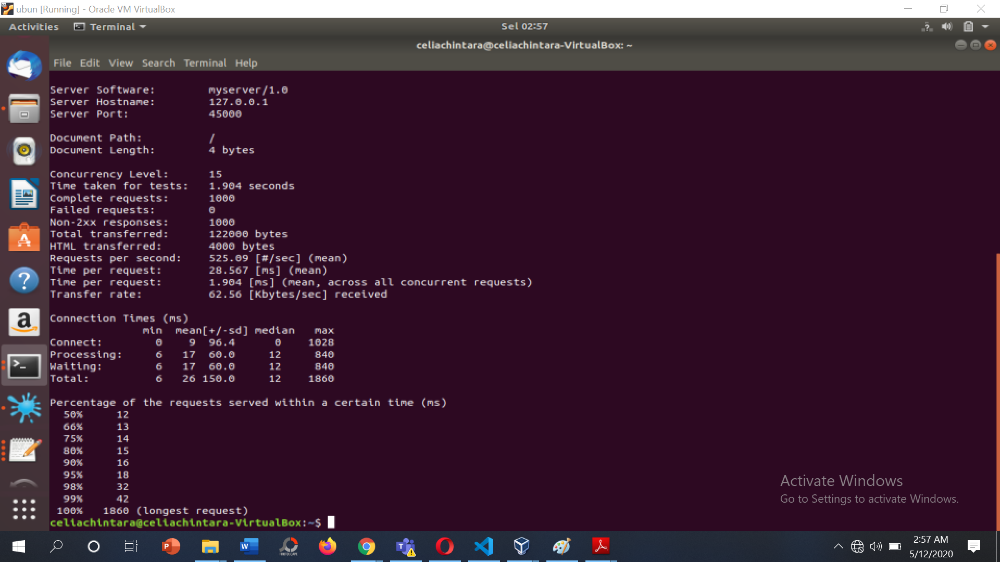 ubun [Running] - Oracle VM VirtualBox
Activities Terminal Sel 02:57
celiachintara@celiachintara-VirtualBox: ~
File Edit View Search Terminal Help
Server Software: myserver/1.0
Server Hostname: 127.0.0.1
Server Port: 45000
Document Path: /
Document Length: 4 bytes
Concurrency Level: 15
Time taken for tests: 1.904 seconds
Complete requests: 1000
Failed requests: 0
Non-2xx responses: 1000
Total transferred: 122000 bytes
HTML transferred: 4000 bytes
Requests per second: 525.09 [#/sec] (mean)
Time per request: 28.567 [ms] (mean)
Time per request: 1.904 [ms] (mean, across all concurrent requests)
Transfer rate: 62.56 [Kbytes/sec] received
Connection Times (ms)
min mean[+/-sd] median max
Connect: 0 9 96.4 0 1028
Processing: 6 17 60.0 12 840
Waiting: 6 17 60.0 12 840
Total: 6 26 150.0 12 1860
Percentage of the requests served within a certain time (ms)
50% 12
66% 13
75% 14
80% 15
90% 16
95% 18
98% 32
99% 42
100% 1860 (longest request)
celiachintara@celiachintara-VirtualBox:~$
Activate Windows
Go to Settings to activate Windows.
PHOTOSCAPE
2:57 AM
5/12/2020